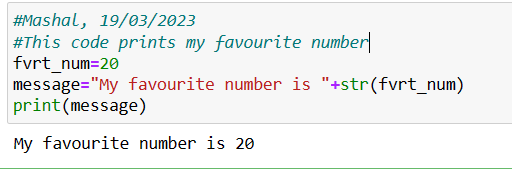 #Mashal, 19/03/2023
#This code prints my favourite number
fvrt_num=20
message="My favourite number is "+str(fvrt_num)
print(message)
My favourite number is 20